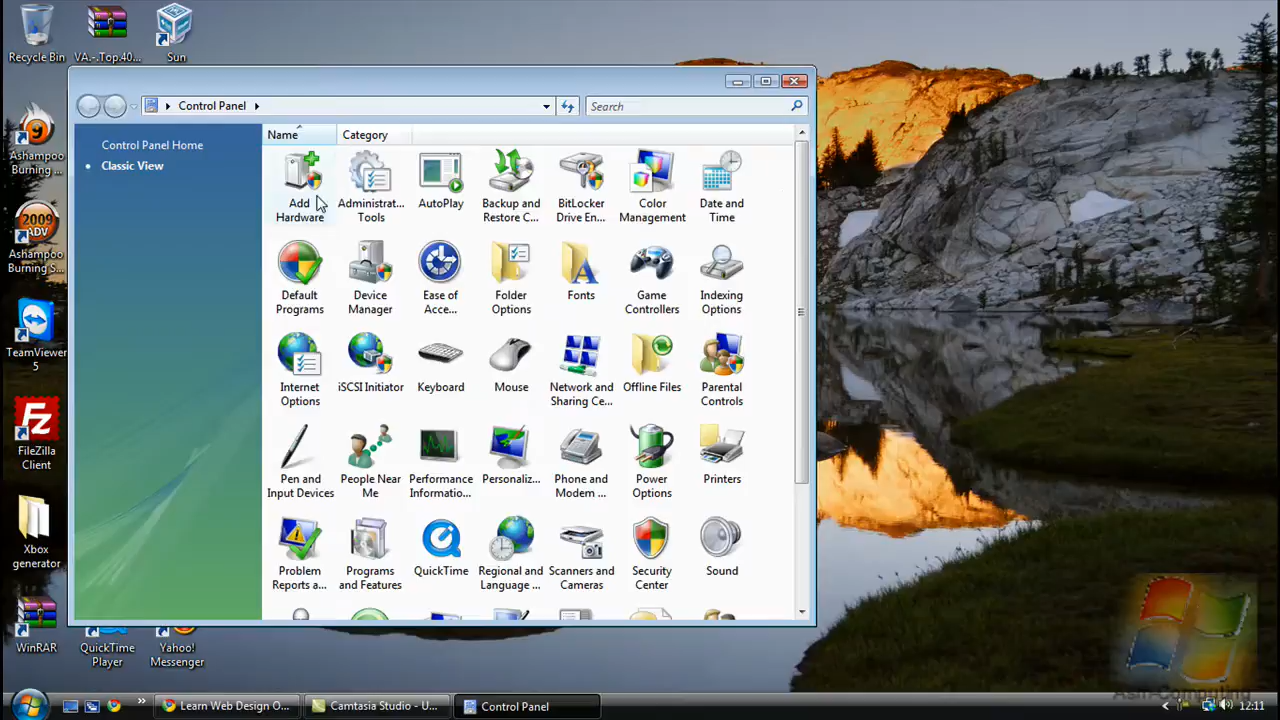 Recycle Bin
VA.-.Top.40...
Sun
Ashampoo
Burning ...
Ashampoo
Burning S...
TeamViewer
5
FileZilla
Client
Xbox
generator
WinRAR
QuickTime
Player
Yahoo!
Messenger
Control Panel
Search
Control Panel Home
Classic View
Name
Category
Add
Hardware
Administrat...
Tools
AutoPlay
Backup and
Restore C...
BitLocker
Drive En...
Color
Management
Date and
Time
Default
Programs
Device
Manager
Ease of
Acce...
Folder
Options
Fonts
Game
Controllers
Indexing
Options
Internet
Options
iSCSI Initiator
Keyboard
Mouse
Network and
Sharing Ce...
Offline Files
Parental
Controls
Pen and
Input Devices
People Near
Me
Performance
Informatio...
Personaliz...
Phone and
Modem ...
Power
Options
Printers
Problem
Reports a...
Programs
and Features
QuickTime
Regional and
Language ...
Scanners and
Cameras
Security
Center
Sound
9
2009
ADV
Fz
Ash-Computing
Learn Web Design O...
Camtasia Studio - U...
Control Panel
12:11